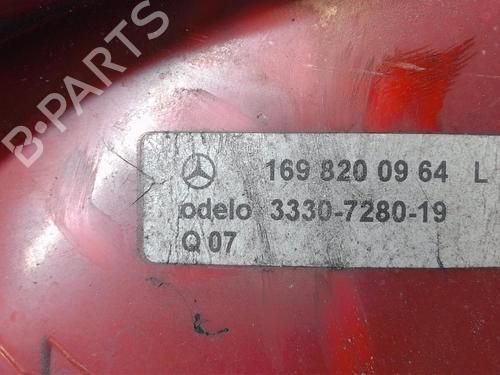 B-PARTS
169 820 09 64 L
odelo 3330-7280-19
Q 07